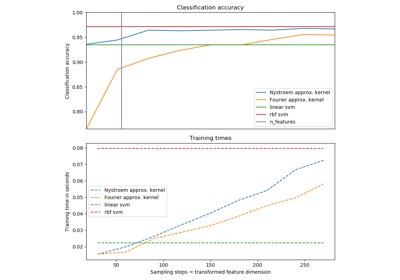 Classification accuracy
1.00
0.95
0.90
0.85
0.80
Classification accuracy
Nystroem approx. kernel
Fourier approx. kernel
linear svm
rbf svm
n_features
Training times
0.08
0.07
0.06
0.05
0.04
0.03
0.02
Training time in seconds
Nystroem approx. kernel
Fourier approx. kernel
linear svm
rbf svm
50 100 150 200 250
Sampling steps = transformed feature dimension